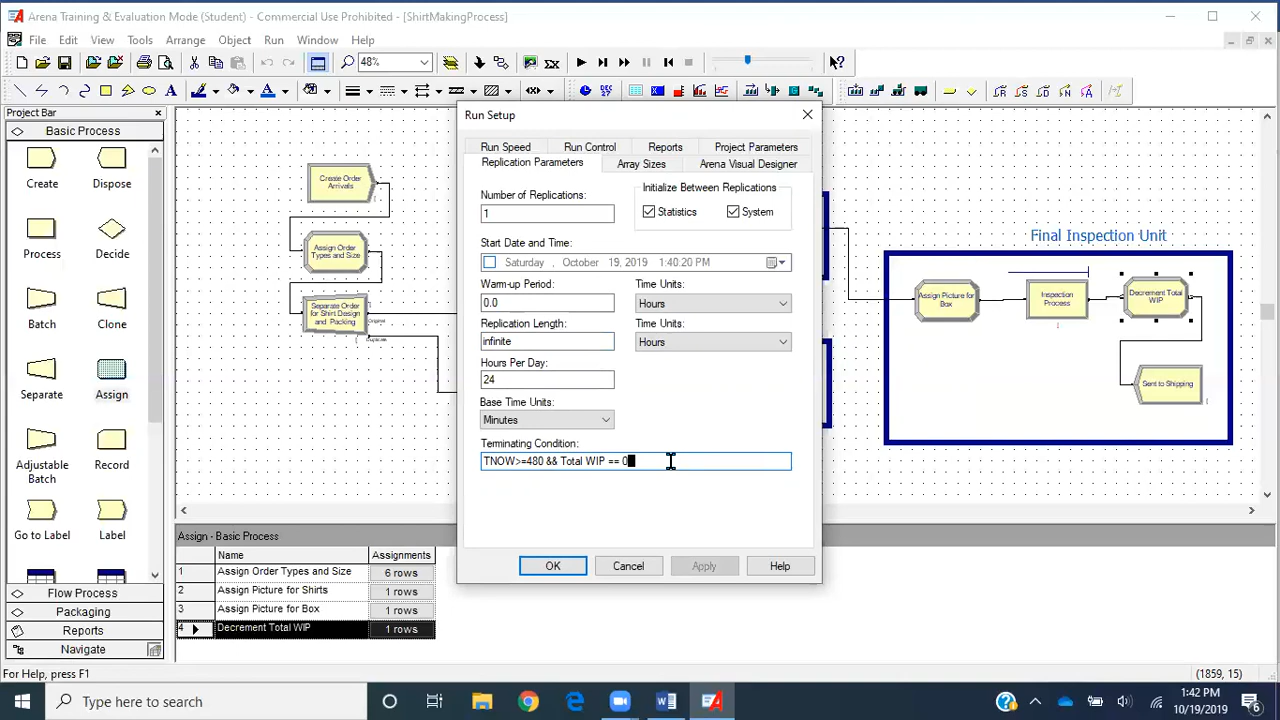 Arena Training & Evaluation Mode (Student) - Commercial Use Prohibited - [ShirtMakingProcess]
File Edit View Tools Arrange Object Run Window Help
48%
Project Bar
Basic Process
Create Dispose
Process Decide
Batch Clone
Separate Assign
Adjustable Batch Record
Go to Label Label
Flow Process
Packaging
Reports
Navigate
Create Order
Arrivals
Assign Order
Types and Size
Separate Order
for Shirt Design
and Packing
Original
Duplicate
Run Setup
Run Speed Run Control Reports Project Parameters
Replication Parameters Array Sizes Arena Visual Designer
Number of Replications:
1
Initialize Between Replications
Statistics System
Start Date and Time:
Saturday , October 19, 2019 1:40:20 PM
Warm-up Period: Time Units:
0.0 Hours
Replication Length: Time Units:
infinite Hours
Hours Per Day:
24
Base Time Units:
Minutes
Terminating Condition:
TNOW>=480 && Total WIP == 0
OK Cancel Apply Help
Final Inspection Unit
Assign Picture for
Box
Inspection
Process
Decrement Total
WIP
Sent to Shipping
Assign - Basic Process
Name Assignments
1 Assign Order Types and Size 6 rows
2 Assign Picture for Shirts 1 rows
3 Assign Picture for Box 1 rows
4 Decrement Total WIP 1 rows
For Help, press F1
(1859, 15)
Type here to search
1:42 PM
10/19/2019
6